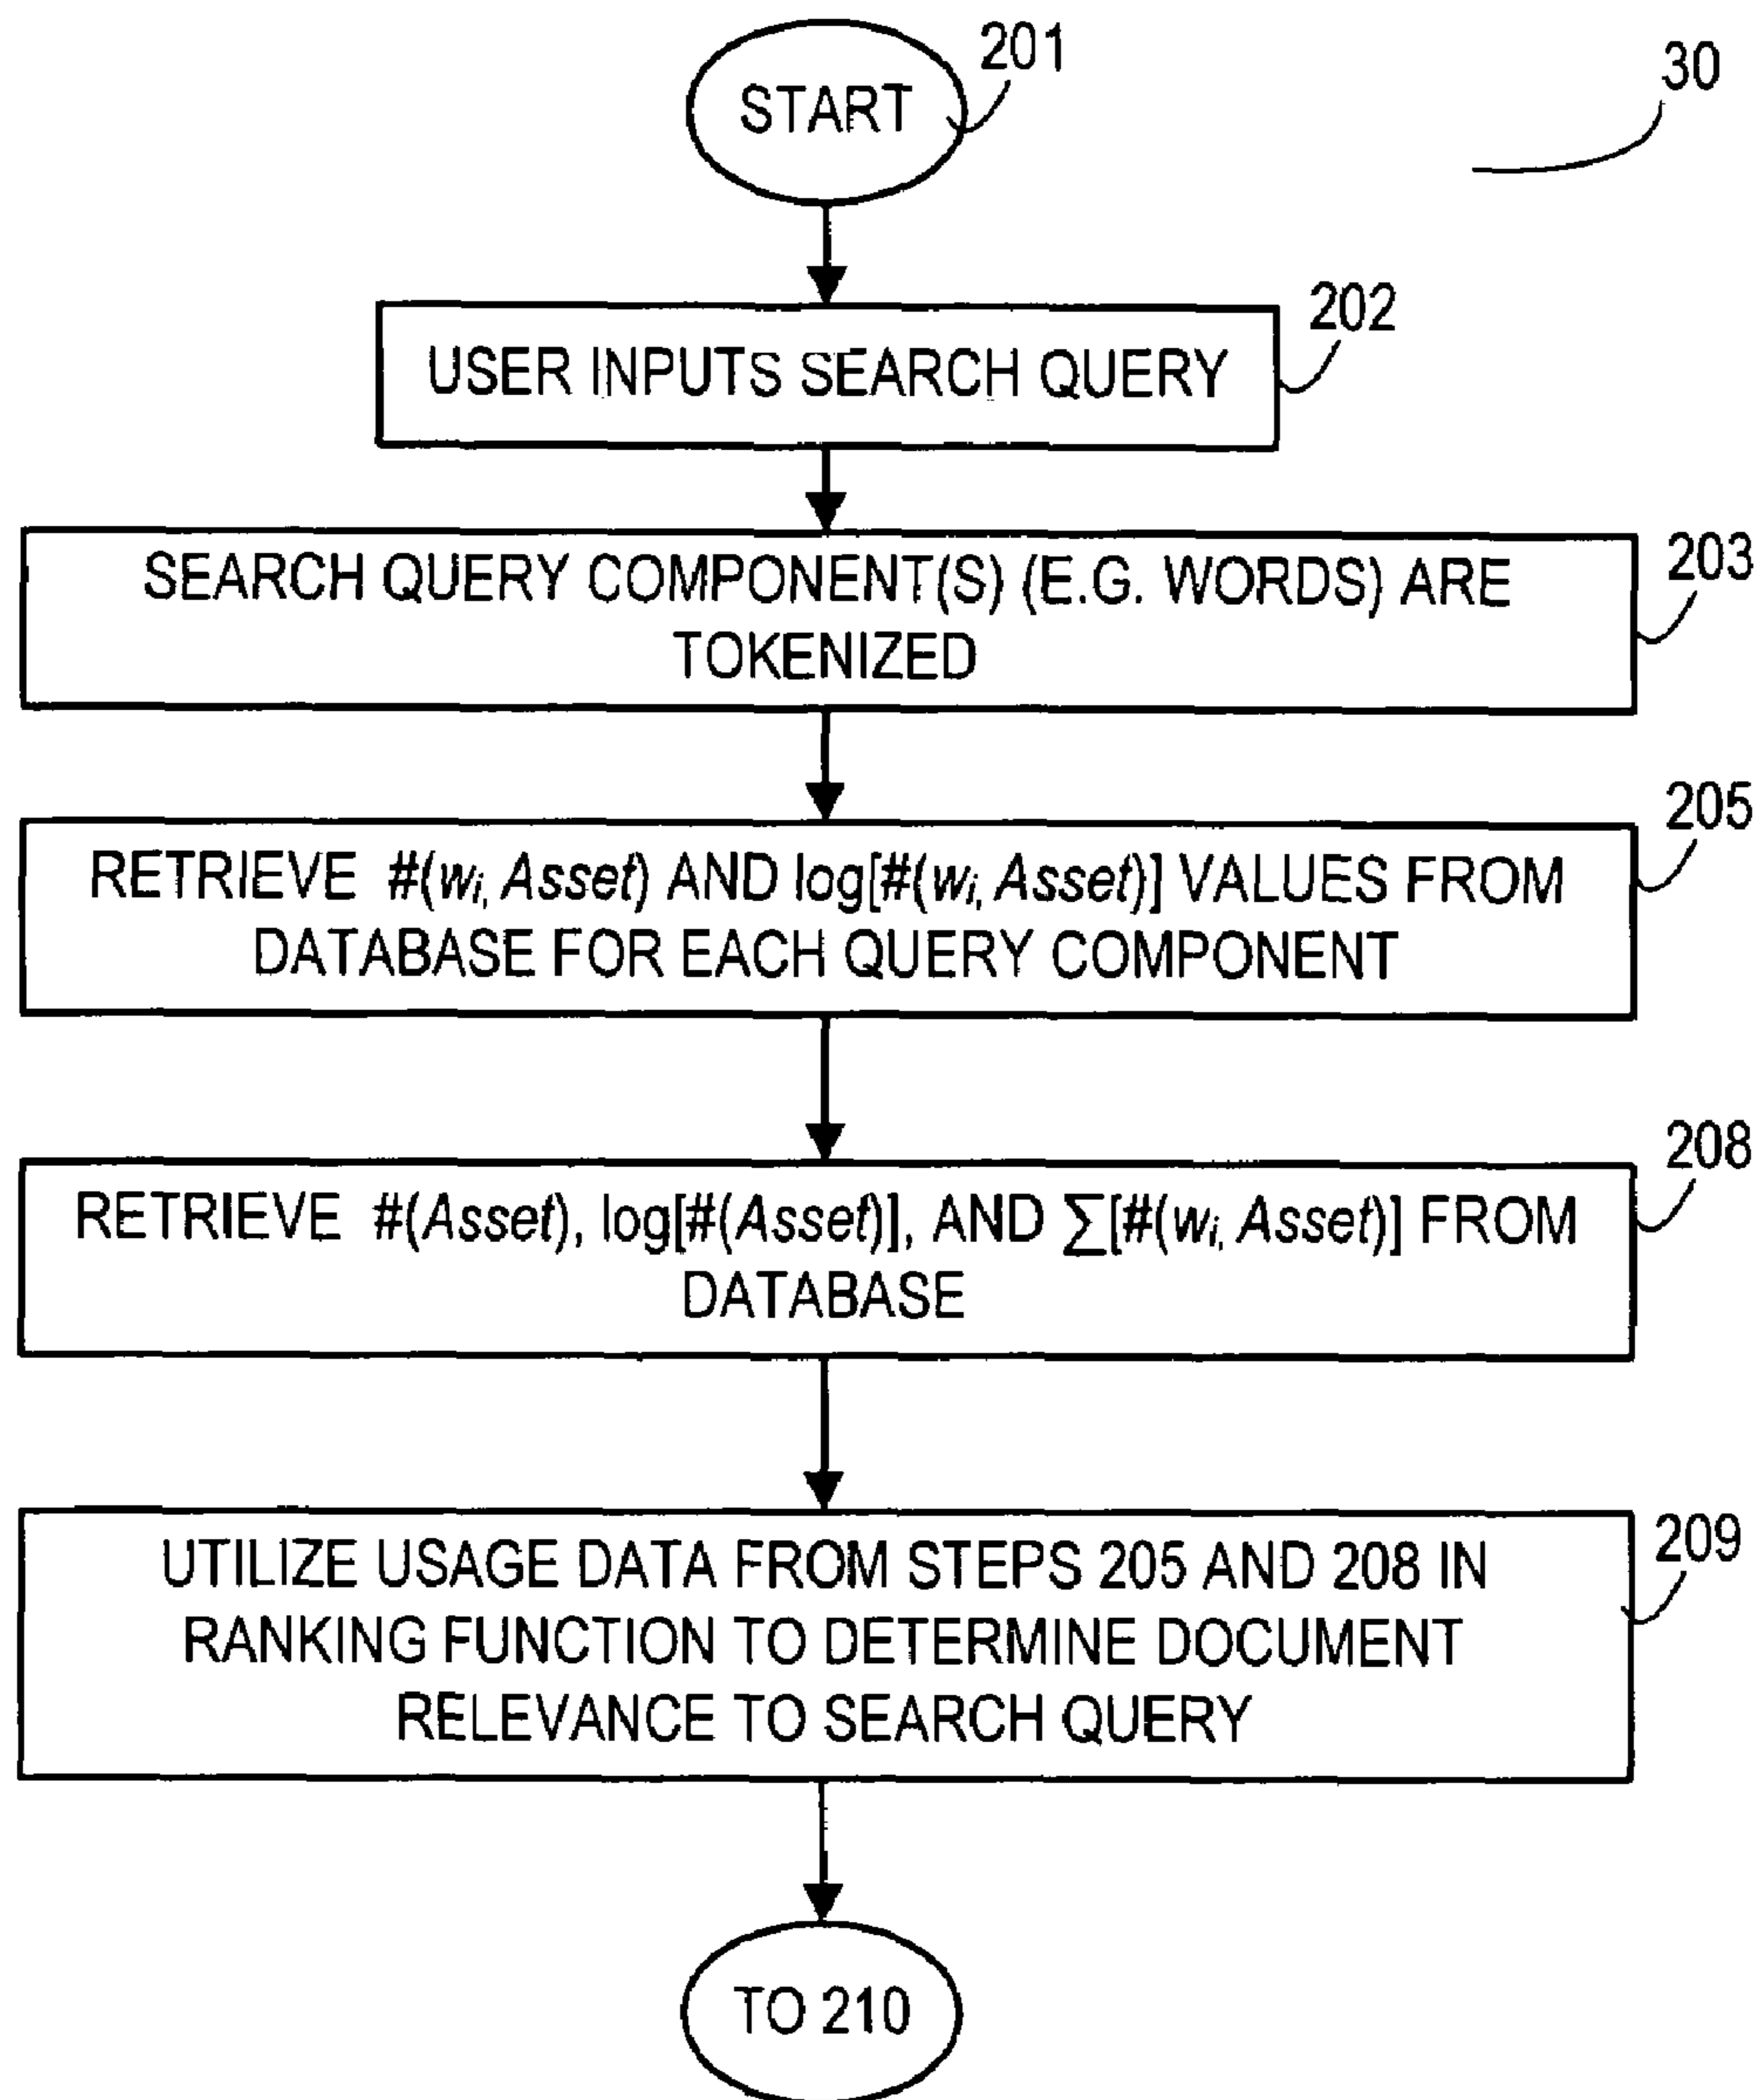 START
201
30
USER INPUTS SEARCH QUERY
202
SEARCH QUERY COMPONENT(S) (E.G. WORDS) ARE
TOKENIZED
203
RETRIEVE #(wi, Asset) AND log[#(wi, Asset)] VALUES FROM
DATABASE FOR EACH QUERY COMPONENT
205
RETRIEVE #(Asset), log[#(Asset)], AND ∑[#(wi, Asset)] FROM
DATABASE
208
UTILIZE USAGE DATA FROM STEPS 205 AND 208 IN
RANKING FUNCTION TO DETERMINE DOCUMENT
RELEVANCE TO SEARCH QUERY
209
TO 210